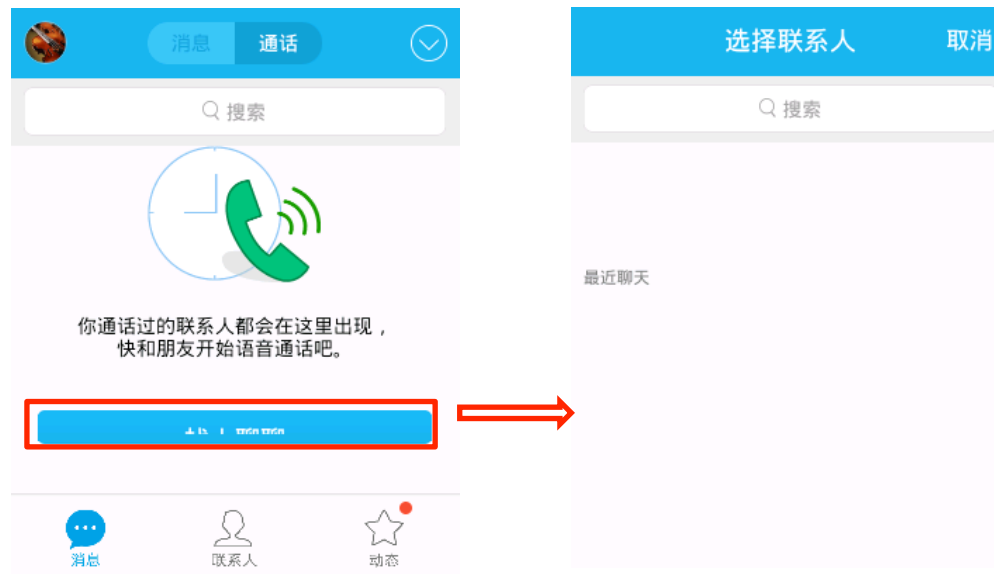 消息
通话
搜索
你通话过的联系人都会在这里出现，
快和朋友开始语音通话吧。
消息
联系人
动态
选择联系人
取消
搜索
最近聊天